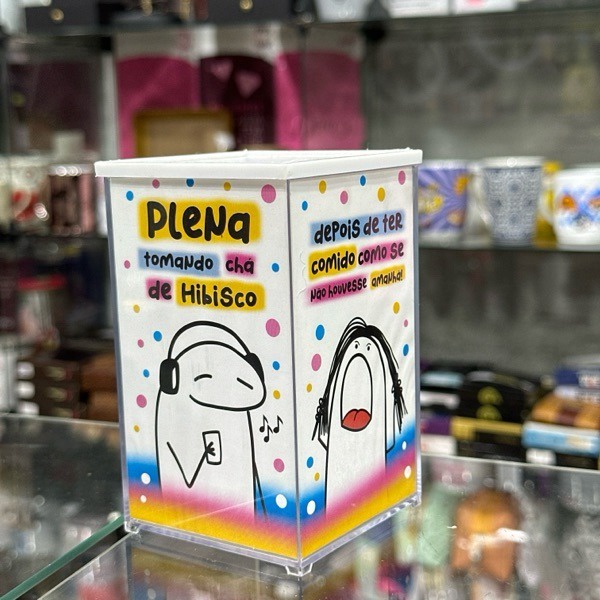 PLENA
tomando chá
de Hibisco
depois de ter
comido como se
não houvesse amanhã!